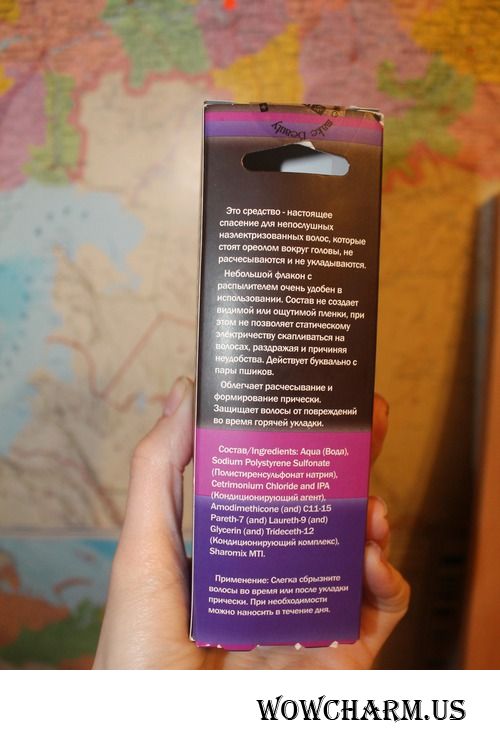 make Beauty
Это средство - настоящее
спасение для непослушных
наэлектризованных волос, которые
стоят ореолом вокруг головы, не
расчесываются и не укладываются.
Небольшой флакон с
распылителем очень удобен в
использовании. Состав не создает
видимой или ощутимой пленки, при
этом не позволяет статическому
электричеству скапливаться на
волосах, раздражая и причиняя
неудобства. Действует буквально с
пары пшиков.
Облегчает расчесывание и
формирование прически.
Защищает волосы от повреждений
во время горячей укладки.
Состав/Ingredients: Aqua (Вода),
Sodium Polystyrene Sulfonate
(Полистиренсульфонат натрия),
Cetrimonium Chloride and IPA
(Кондиционирующий агент),
Amodimethicone (and) C11-15
Pareth-7 (and) Laureth-9 (and)
Glycerin (and) Trideceth-12
(Кондиционирующий комплекс),
Sharomix MTI.
Применение: Слегка сбрызните
волосы во время или после укладки
прически. При необходимости
можно наносить в течение дня.
WOWCHARM.US